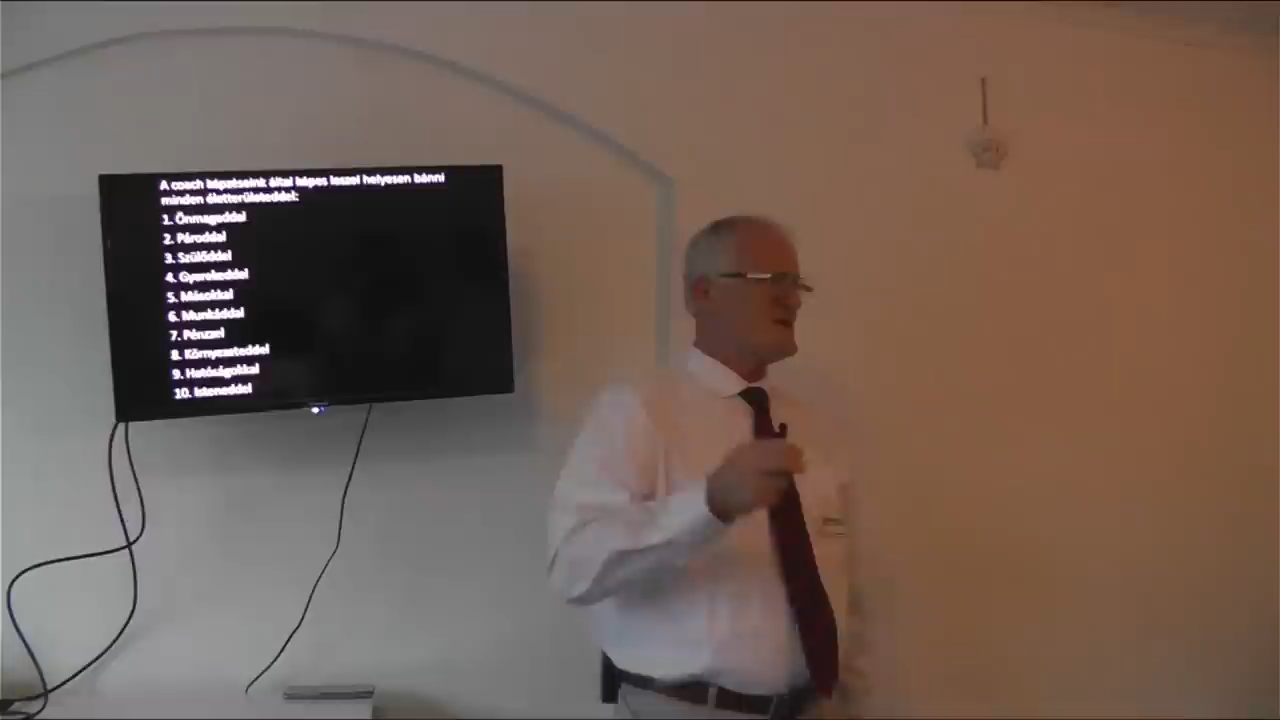 A coach képzéseink által képes leszel helyesen bánni
minden életterületeddel:
1. Önmagaddal
2. Pároddal
3. Szülőddel
4. Gyerekeddel
5. Másokkal
6. Munkáddal
7. Pénzzel
8. Környezeteddel
9. Hatóságokkal
10. Isteneddel